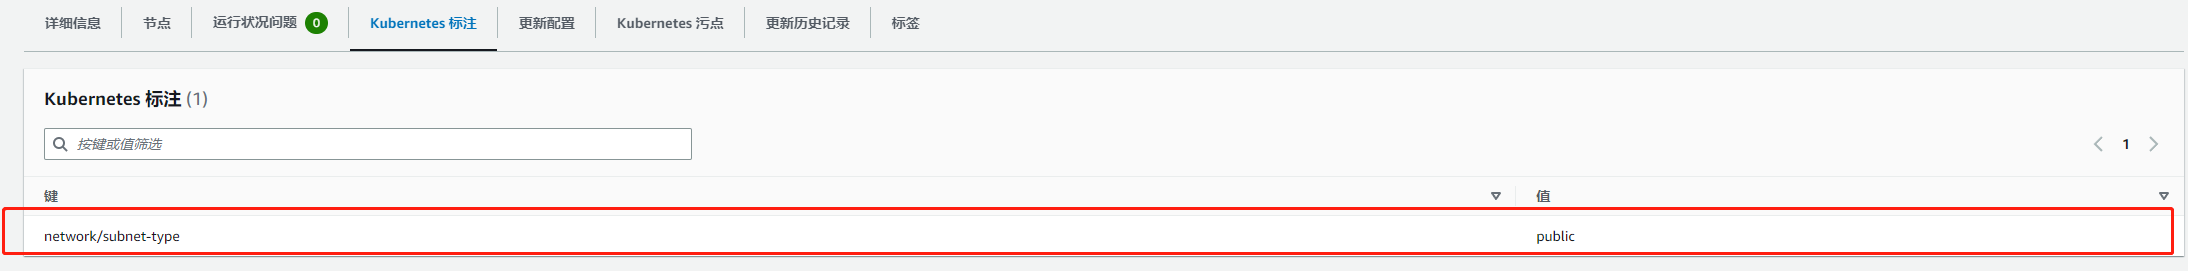 详细信息 节点 运行状况问题 0 Kubernetes 标注 更新配置 Kubernetes 污点 更新历史记录 标签
Kubernetes 标注 (1)
按键或值筛选 1
键 值
network/subnet-type public